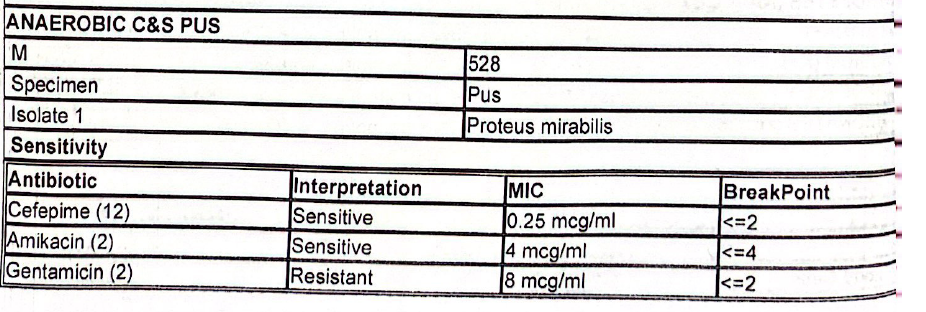 ANAEROBIC C&S PUS
M 528
Specimen Pus
Isolate 1 Proteus mirabilis
Sensitivity
Antibiotic Interpretation MIC BreakPoint
Cefepime (12) Sensitive 0.25 mcg/ml <=2
Amikacin (2) Sensitive 4 mcg/ml <=4
Gentamicin (2) Resistant 8 mcg/ml <=2